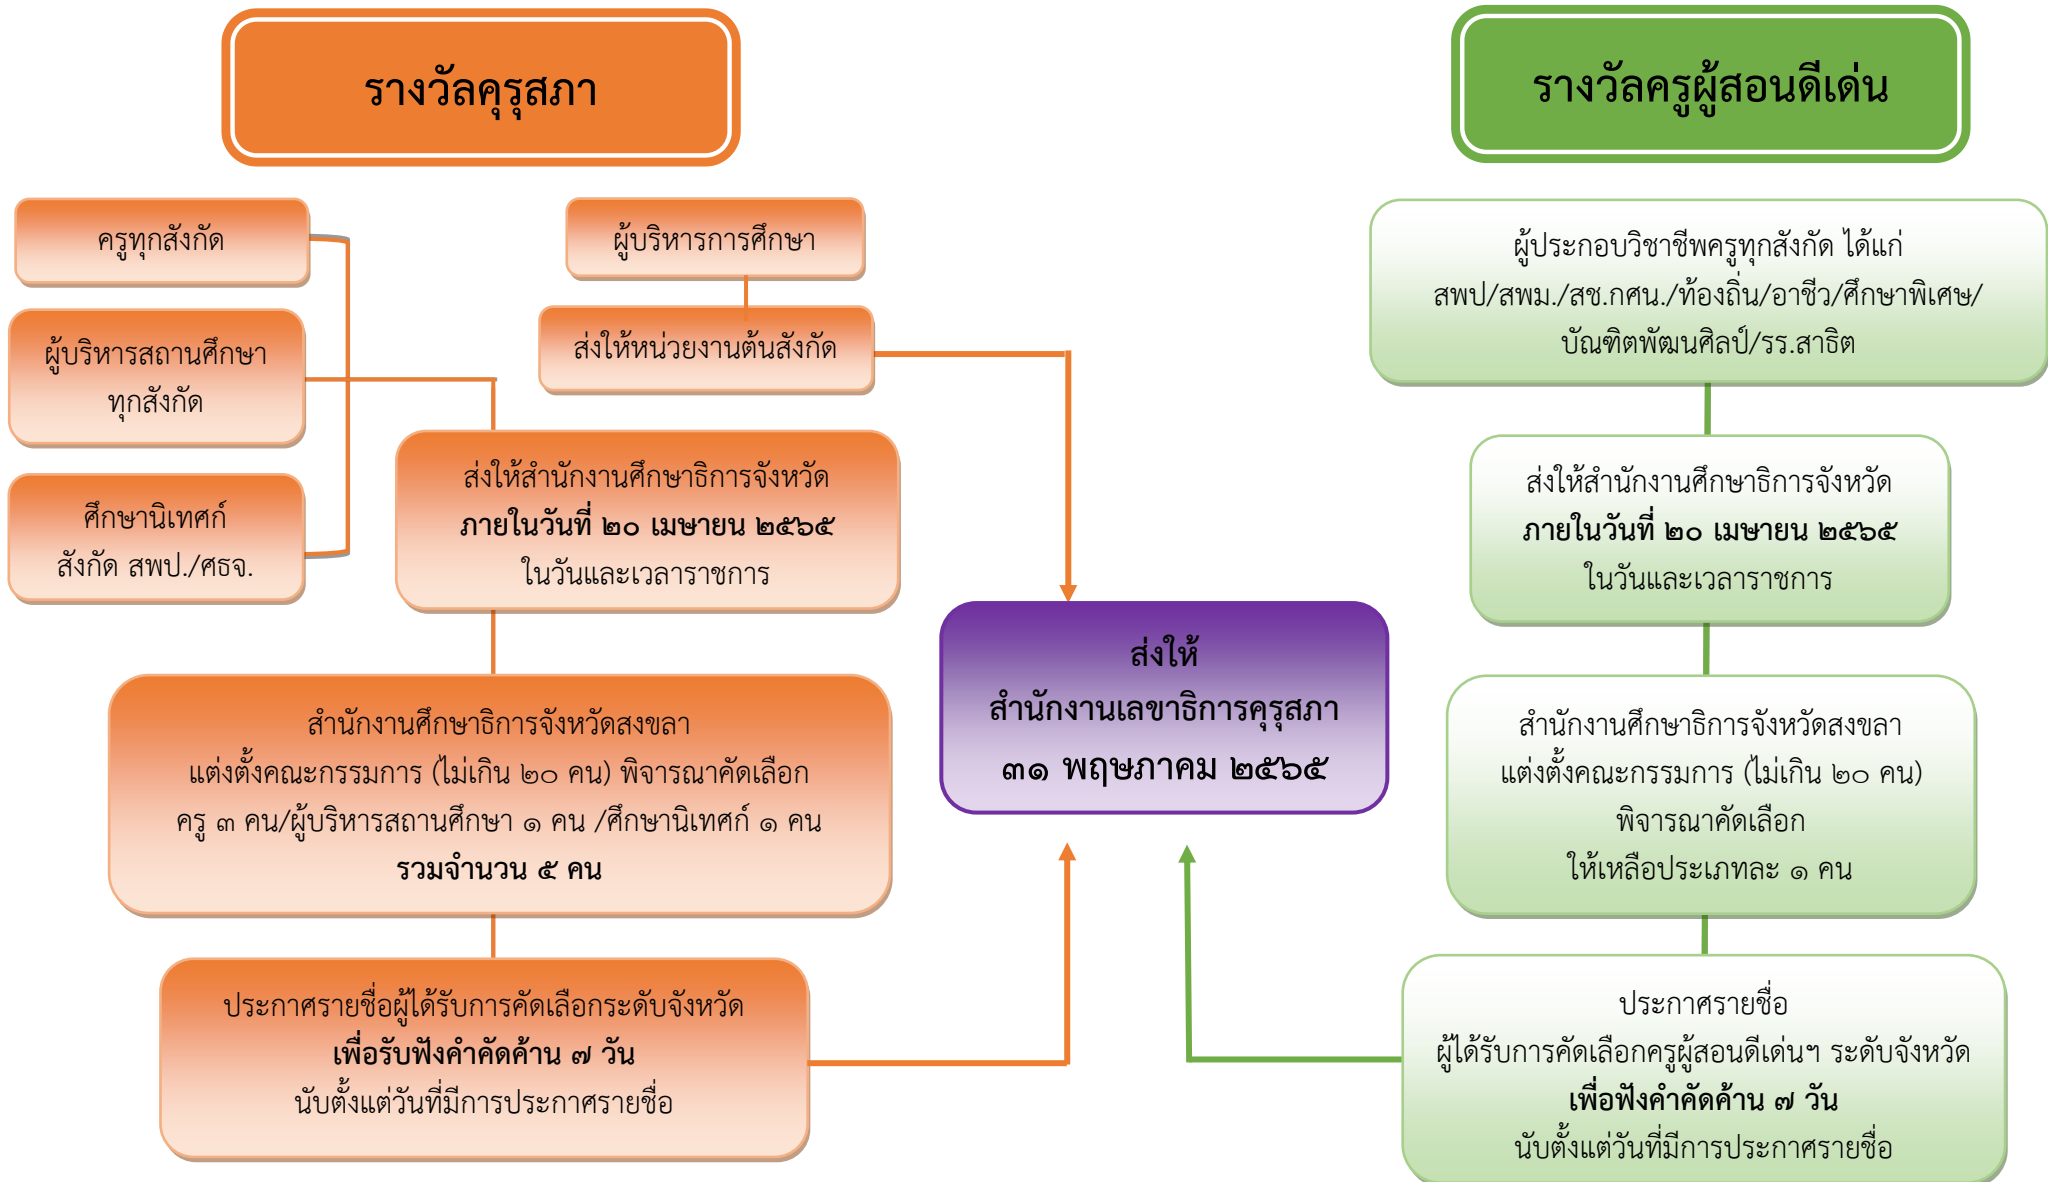 รางวัลคุรุสภา
ครูทุกสังกัด
ผู้บริหารสถานศึกษา
ทุกสังกัด
ศึกษานิเทศก์
สังกัด สพป./ศธจ.
ผู้บริหารการศึกษา
ส่งให้หน่วยงานต้นสังกัด
ส่งให้สำนักงานศึกษาธิการจังหวัด
ภายในวันที่ ๒๐ เมษายน ๒๕๖๕
ในวันและเวลาราชการ
สำนักงานศึกษาธิการจังหวัดสงขลา
แต่งตั้งคณะกรรมการ (ไม่เกิน ๒๐ คน) พิจารณาคัดเลือก
ครู ๓ คน/ผู้บริหารสถานศึกษา ๑ คน /ศึกษานิเทศก์ ๑ คน
รวมจำนวน ๕ คน
ประกาศรายชื่อผู้ได้รับการคัดเลือกระดับจังหวัด
เพื่อรับฟังคำคัดค้าน ๗ วัน
นับตั้งแต่วันที่มีการประกาศรายชื่อ
ส่งให้
สำนักงานเลขาธิการคุรุสภา
๓๑ พฤษภาคม ๒๕๖๕
รางวัลครูผู้สอนดีเด่น
ผู้ประกอบวิชาชีพครูทุกสังกัด ได้แก่
สพป/สพม./สช.กศน./ท้องถิ่น/อาชีว/ศึกษาพิเศษ/
บัณฑิตพัฒนศิลป์/รร.สาธิต
ส่งให้สำนักงานศึกษาธิการจังหวัด
ภายในวันที่ ๒๐ เมษายน ๒๕๖๕
ในวันและเวลาราชการ
สำนักงานศึกษาธิการจังหวัดสงขลา
แต่งตั้งคณะกรรมการ (ไม่เกิน ๒๐ คน)
พิจารณาคัดเลือก
ให้เหลือประเภทละ ๑ คน
ประกาศรายชื่อ
ผู้ได้รับการคัดเลือกครูผู้สอนดีเด่นฯ ระดับจังหวัด
เพื่อฟังคำคัดค้าน ๗ วัน
นับตั้งแต่วันที่มีการประกาศรายชื่อ